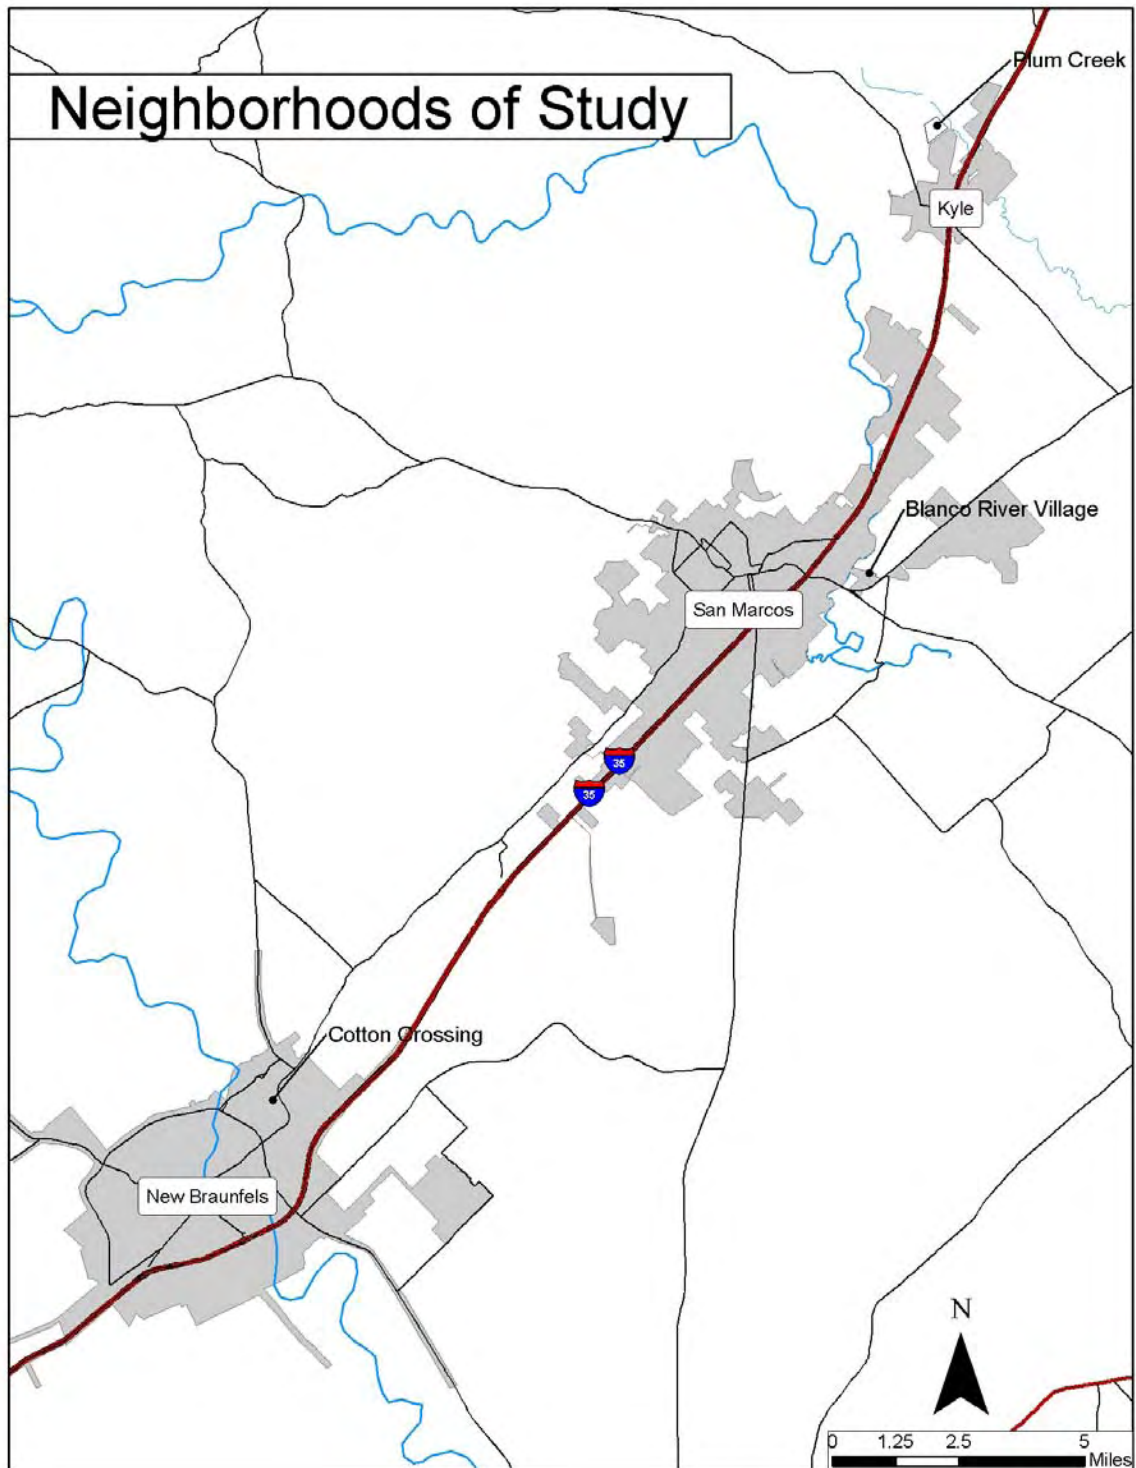 Plum Creek
Neighborhoods of Study
Kyle
Blanco River Village
San Marcos
35
35
Cotton Crossing
New Braunfels
N
0 1.25 2.5 5
Miles